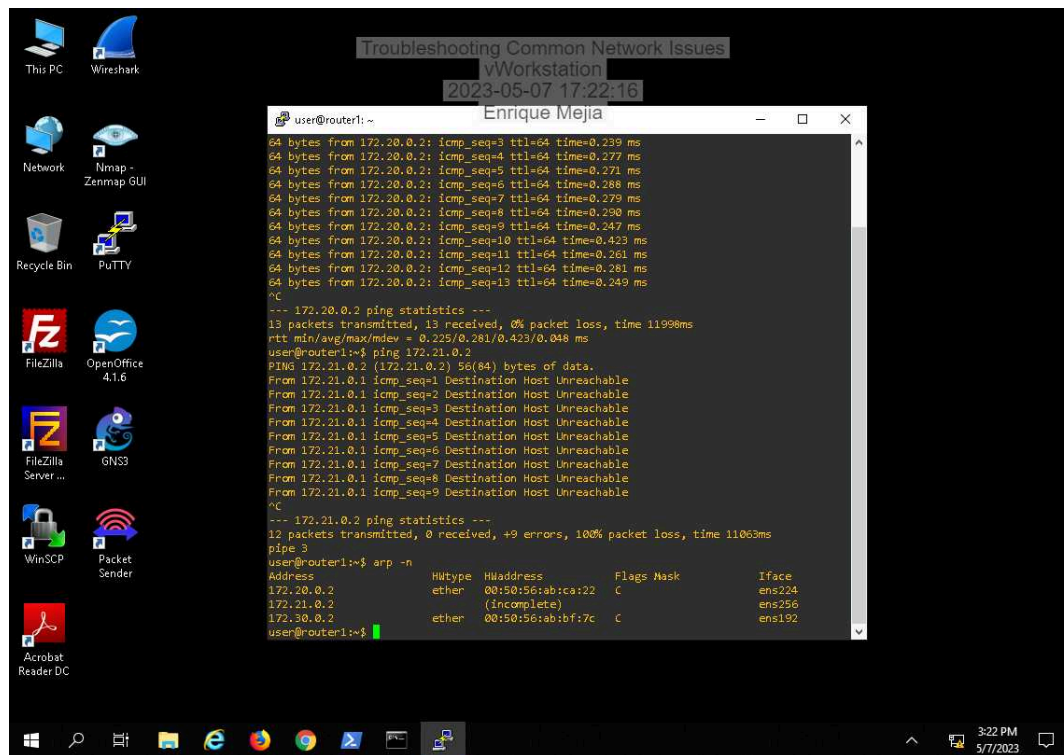 Troubleshooting Common Network Issues
vWorkstation
2023-05-07 17:22:16
Enrique Mejia
This PC
Wireshark
Network
Nmap -
Zenmap GUI
Recycle Bin
PuTTY
FileZilla
OpenOffice
4.1.6
FileZilla
Server ...
GNS3
WinSCP
Packet
Sender
Acrobat
Reader DC
user@router1: ~
64 bytes from 172.20.0.2: icmp_seq=3 ttl=64 time=0.239 ms
64 bytes from 172.20.0.2: icmp_seq=4 ttl=64 time=0.277 ms
64 bytes from 172.20.0.2: icmp_seq=5 ttl=64 time=0.271 ms
64 bytes from 172.20.0.2: icmp_seq=6 ttl=64 time=0.288 ms
64 bytes from 172.20.0.2: icmp_seq=7 ttl=64 time=0.279 ms
64 bytes from 172.20.0.2: icmp_seq=8 ttl=64 time=0.290 ms
64 bytes from 172.20.0.2: icmp_seq=9 ttl=64 time=0.247 ms
64 bytes from 172.20.0.2: icmp_seq=10 ttl=64 time=0.423 ms
64 bytes from 172.20.0.2: icmp_seq=11 ttl=64 time=0.261 ms
64 bytes from 172.20.0.2: icmp_seq=12 ttl=64 time=0.281 ms
64 bytes from 172.20.0.2: icmp_seq=13 ttl=64 time=0.249 ms
^C
--- 172.20.0.2 ping statistics ---
13 packets transmitted, 13 received, 0% packet loss, time 11998ms
rtt min/avg/max/mdev = 0.225/0.281/0.423/0.048 ms
user@router1:~$ ping 172.21.0.2
PING 172.21.0.2 (172.21.0.2) 56(84) bytes of data.
From 172.21.0.1 icmp_seq=1 Destination Host Unreachable
From 172.21.0.1 icmp_seq=2 Destination Host Unreachable
From 172.21.0.1 icmp_seq=3 Destination Host Unreachable
From 172.21.0.1 icmp_seq=4 Destination Host Unreachable
From 172.21.0.1 icmp_seq=5 Destination Host Unreachable
From 172.21.0.1 icmp_seq=6 Destination Host Unreachable
From 172.21.0.1 icmp_seq=7 Destination Host Unreachable
From 172.21.0.1 icmp_seq=8 Destination Host Unreachable
From 172.21.0.1 icmp_seq=9 Destination Host Unreachable
^C
--- 172.21.0.2 ping statistics ---
12 packets transmitted, 0 received, +9 errors, 100% packet loss, time 11063ms
pipe 3
user@router1:~$ arp -n
Address HWtype HWaddress Flags Mask Iface
172.20.0.2 ether 00:50:56:ab:ca:22 C ens224
172.21.0.2 (incomplete) ens256
172.30.0.2 ether 00:50:56:ab:bf:7c C ens192
user@router1:~$
3:22 PM
5/7/2023